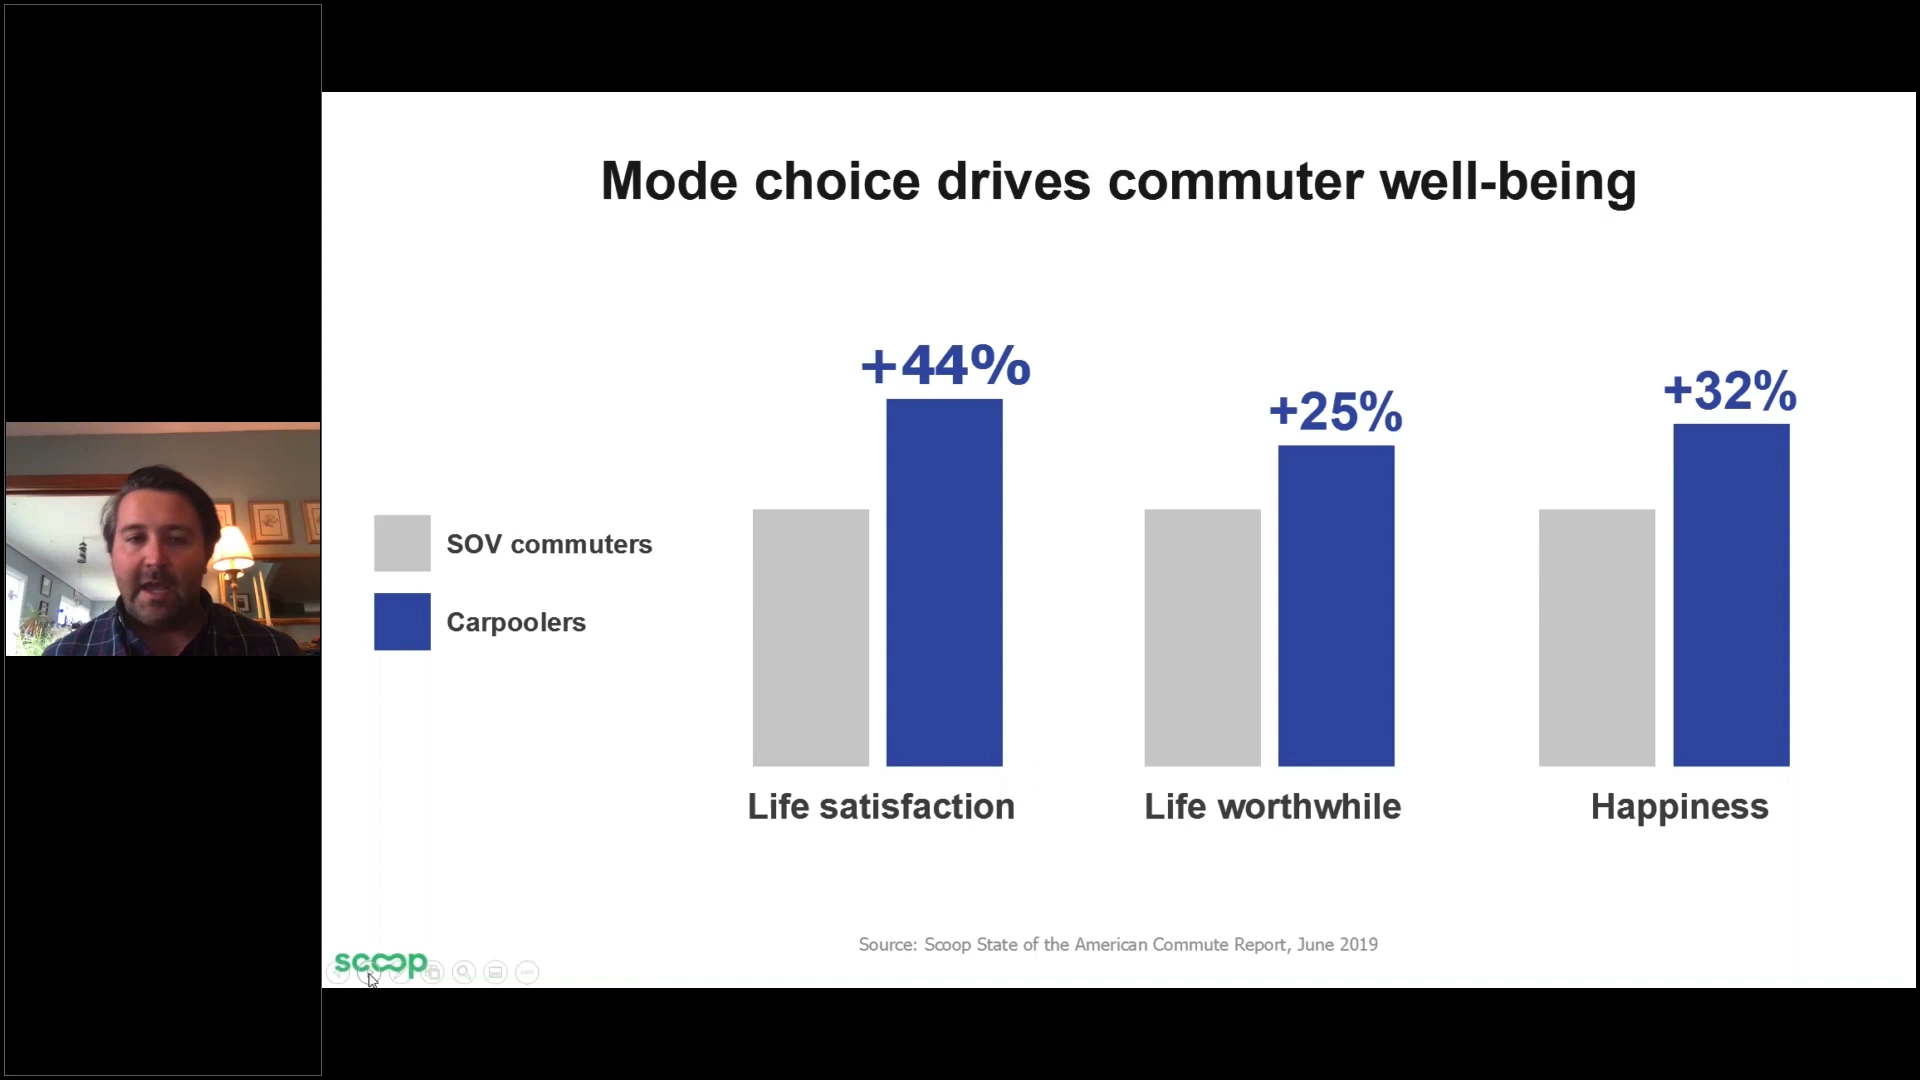 Mode choice drives commuter well-being
+44%
+25%
+32%
SOV commuters
Carpoolers
Life satisfaction
Life worthwhile
Happiness
Source: Scoop State of the American Commute Report, June 2019
scoop